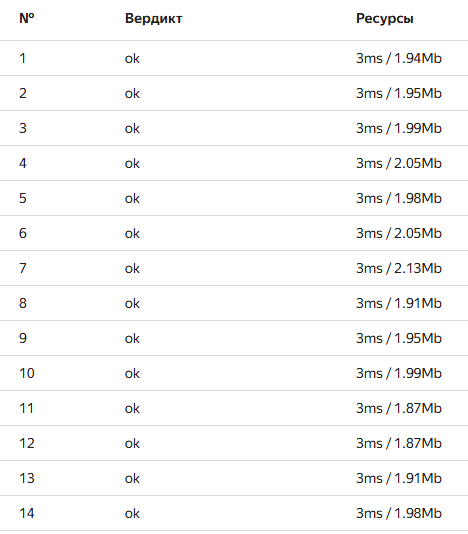 № Вердикт Ресурсы
1 ok 3ms / 1.94Mb
2 ok 3ms / 1.95Mb
3 ok 3ms / 1.99Mb
4 ok 3ms / 2.05Mb
5 ok 3ms / 1.98Mb
6 ok 3ms / 2.05Mb
7 ok 3ms / 2.13Mb
8 ok 3ms / 1.91Mb
9 ok 3ms / 1.95Mb
10 ok 3ms / 1.99Mb
11 ok 3ms / 1.87Mb
12 ok 3ms / 1.87Mb
13 ok 3ms / 1.91Mb
14 ok 3ms / 1.98Mb